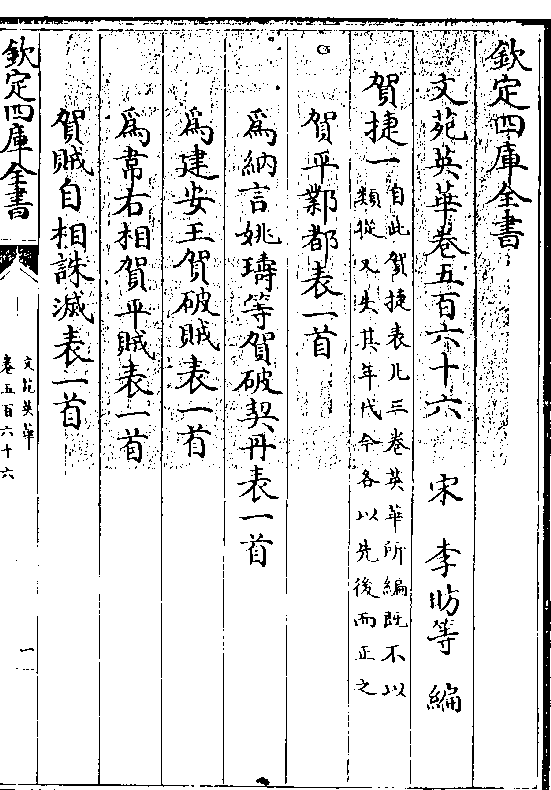 欽定四庫全書
文苑英華卷五百六十六　宋　李昉等　編
賀捷一　自此賀捷表凡三卷英華所編既不以
類從又失其年代今各以先後而正之
賀平鄴都表一首
爲納言姚璹等賀破契丹表一首
爲建安王賀破賊表一首
爲韋右相賀平賊表一首
賀賊自相誅滅表一首
欽定四庫全書
文苑英華
卷五百六十六
一